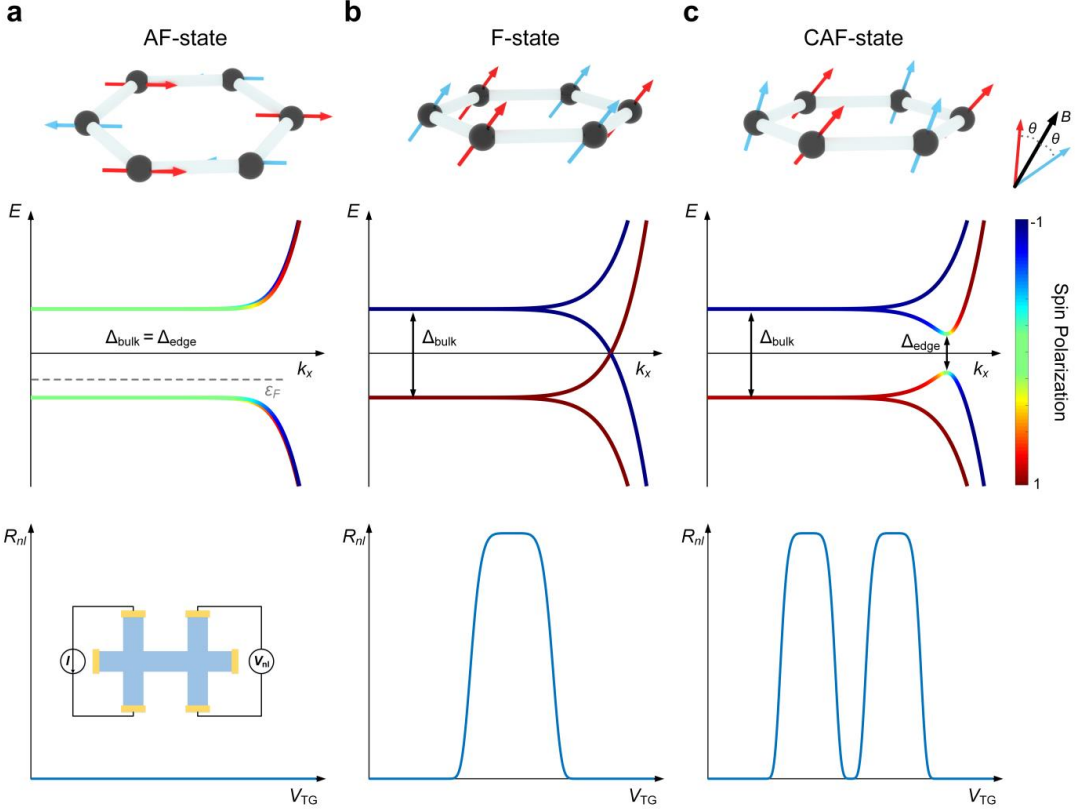 a
AF-state
b
F-state
c
CAF-state
B
θ
θ
E
Δbulk = Δedge
kx
εF
E
Δbulk
kx
E
Δbulk
Δedge
kx
-1
Spin Polarization
1
Rnl
I
Vnl
VTG
Rnl
VTG
Rnl
VTG